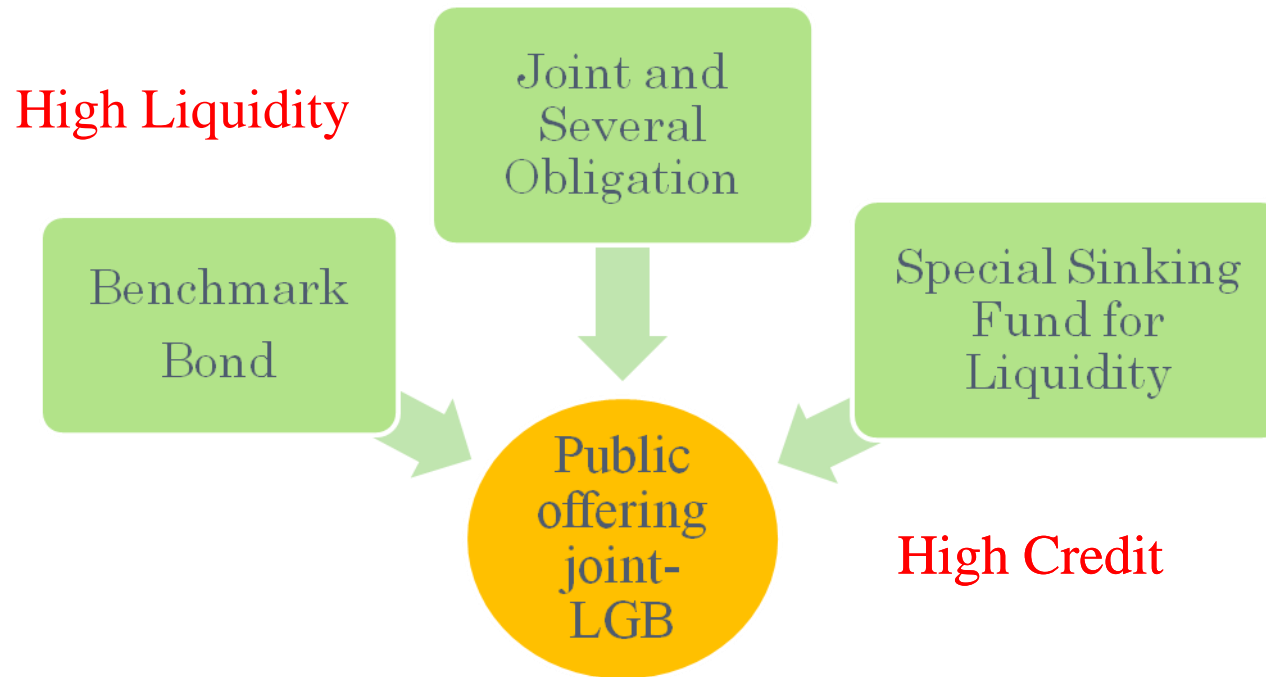 High Liquidity
Joint and
Several
Obligation
Benchmark
Bond
Special Sinking
Fund for
Liquidity
Public
offering
joint-
LGB
High Credit